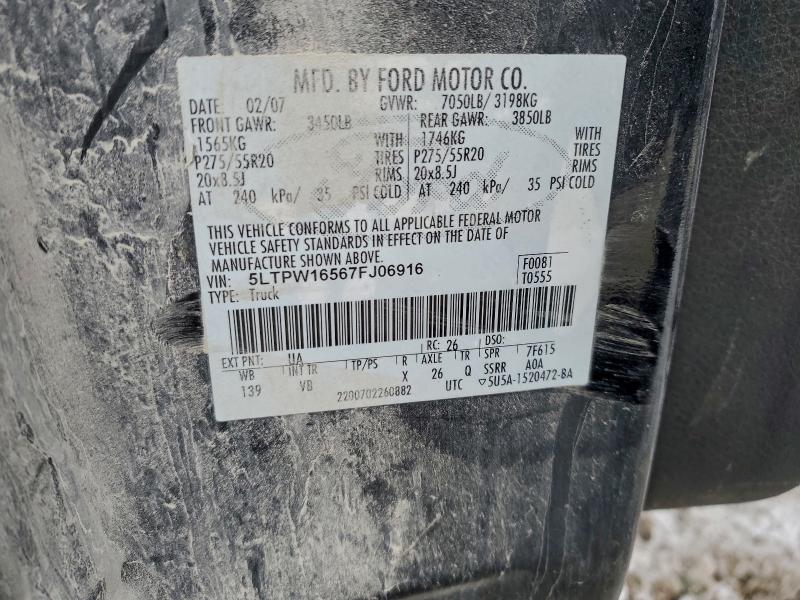 MFD. BY FORD MOTOR CO.
DATE 02/07 GVWR: 7050LB/ 3198KG
FRONT GAWR: 3450LB REAR GAWR: 3850LB
1565KG WITH 1746KG WITH
P275/55R20 TIRES P275/55R20 TIRES
20x8.5J RIMS 20x8.5J RIMS
AT 240 kPa/ 35 PSI COLD AT 240 kPa/ 35 PSI COLD
THIS VEHICLE CONFORMS TO ALL APPLICABLE FEDERAL MOTOR
VEHICLE SAFETY STANDARDS IN EFFECT ON THE DATE OF
MANUFACTURE SHOWN ABOVE.
VIN: 5LTPW16567FJ06916 F0081
TYPE: Truck T0555
EXT PNT: UA RC: 26 DSO:
WB INT TR TP/PS R AXLE TR SPR 7F615
139 VB X 26 Q SSRR A0A
2200702260882 UTC ▽5U5A-1520472-BA